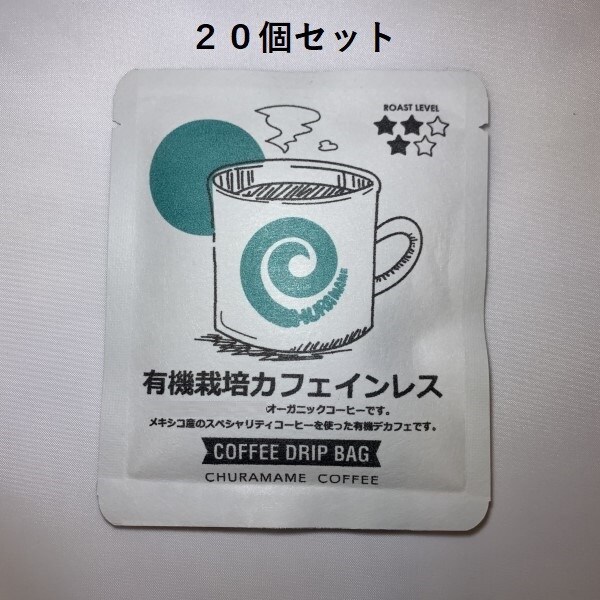 ２０個セット
ROAST LEVEL
CHURAMAME
有機栽培カフェインレス
オーガニックコーヒーです。
メキシコ産のスペシャリティコーヒーを使った有機デカフェです。
COFFEE DRIP BAG
CHURAMAME COFFEE